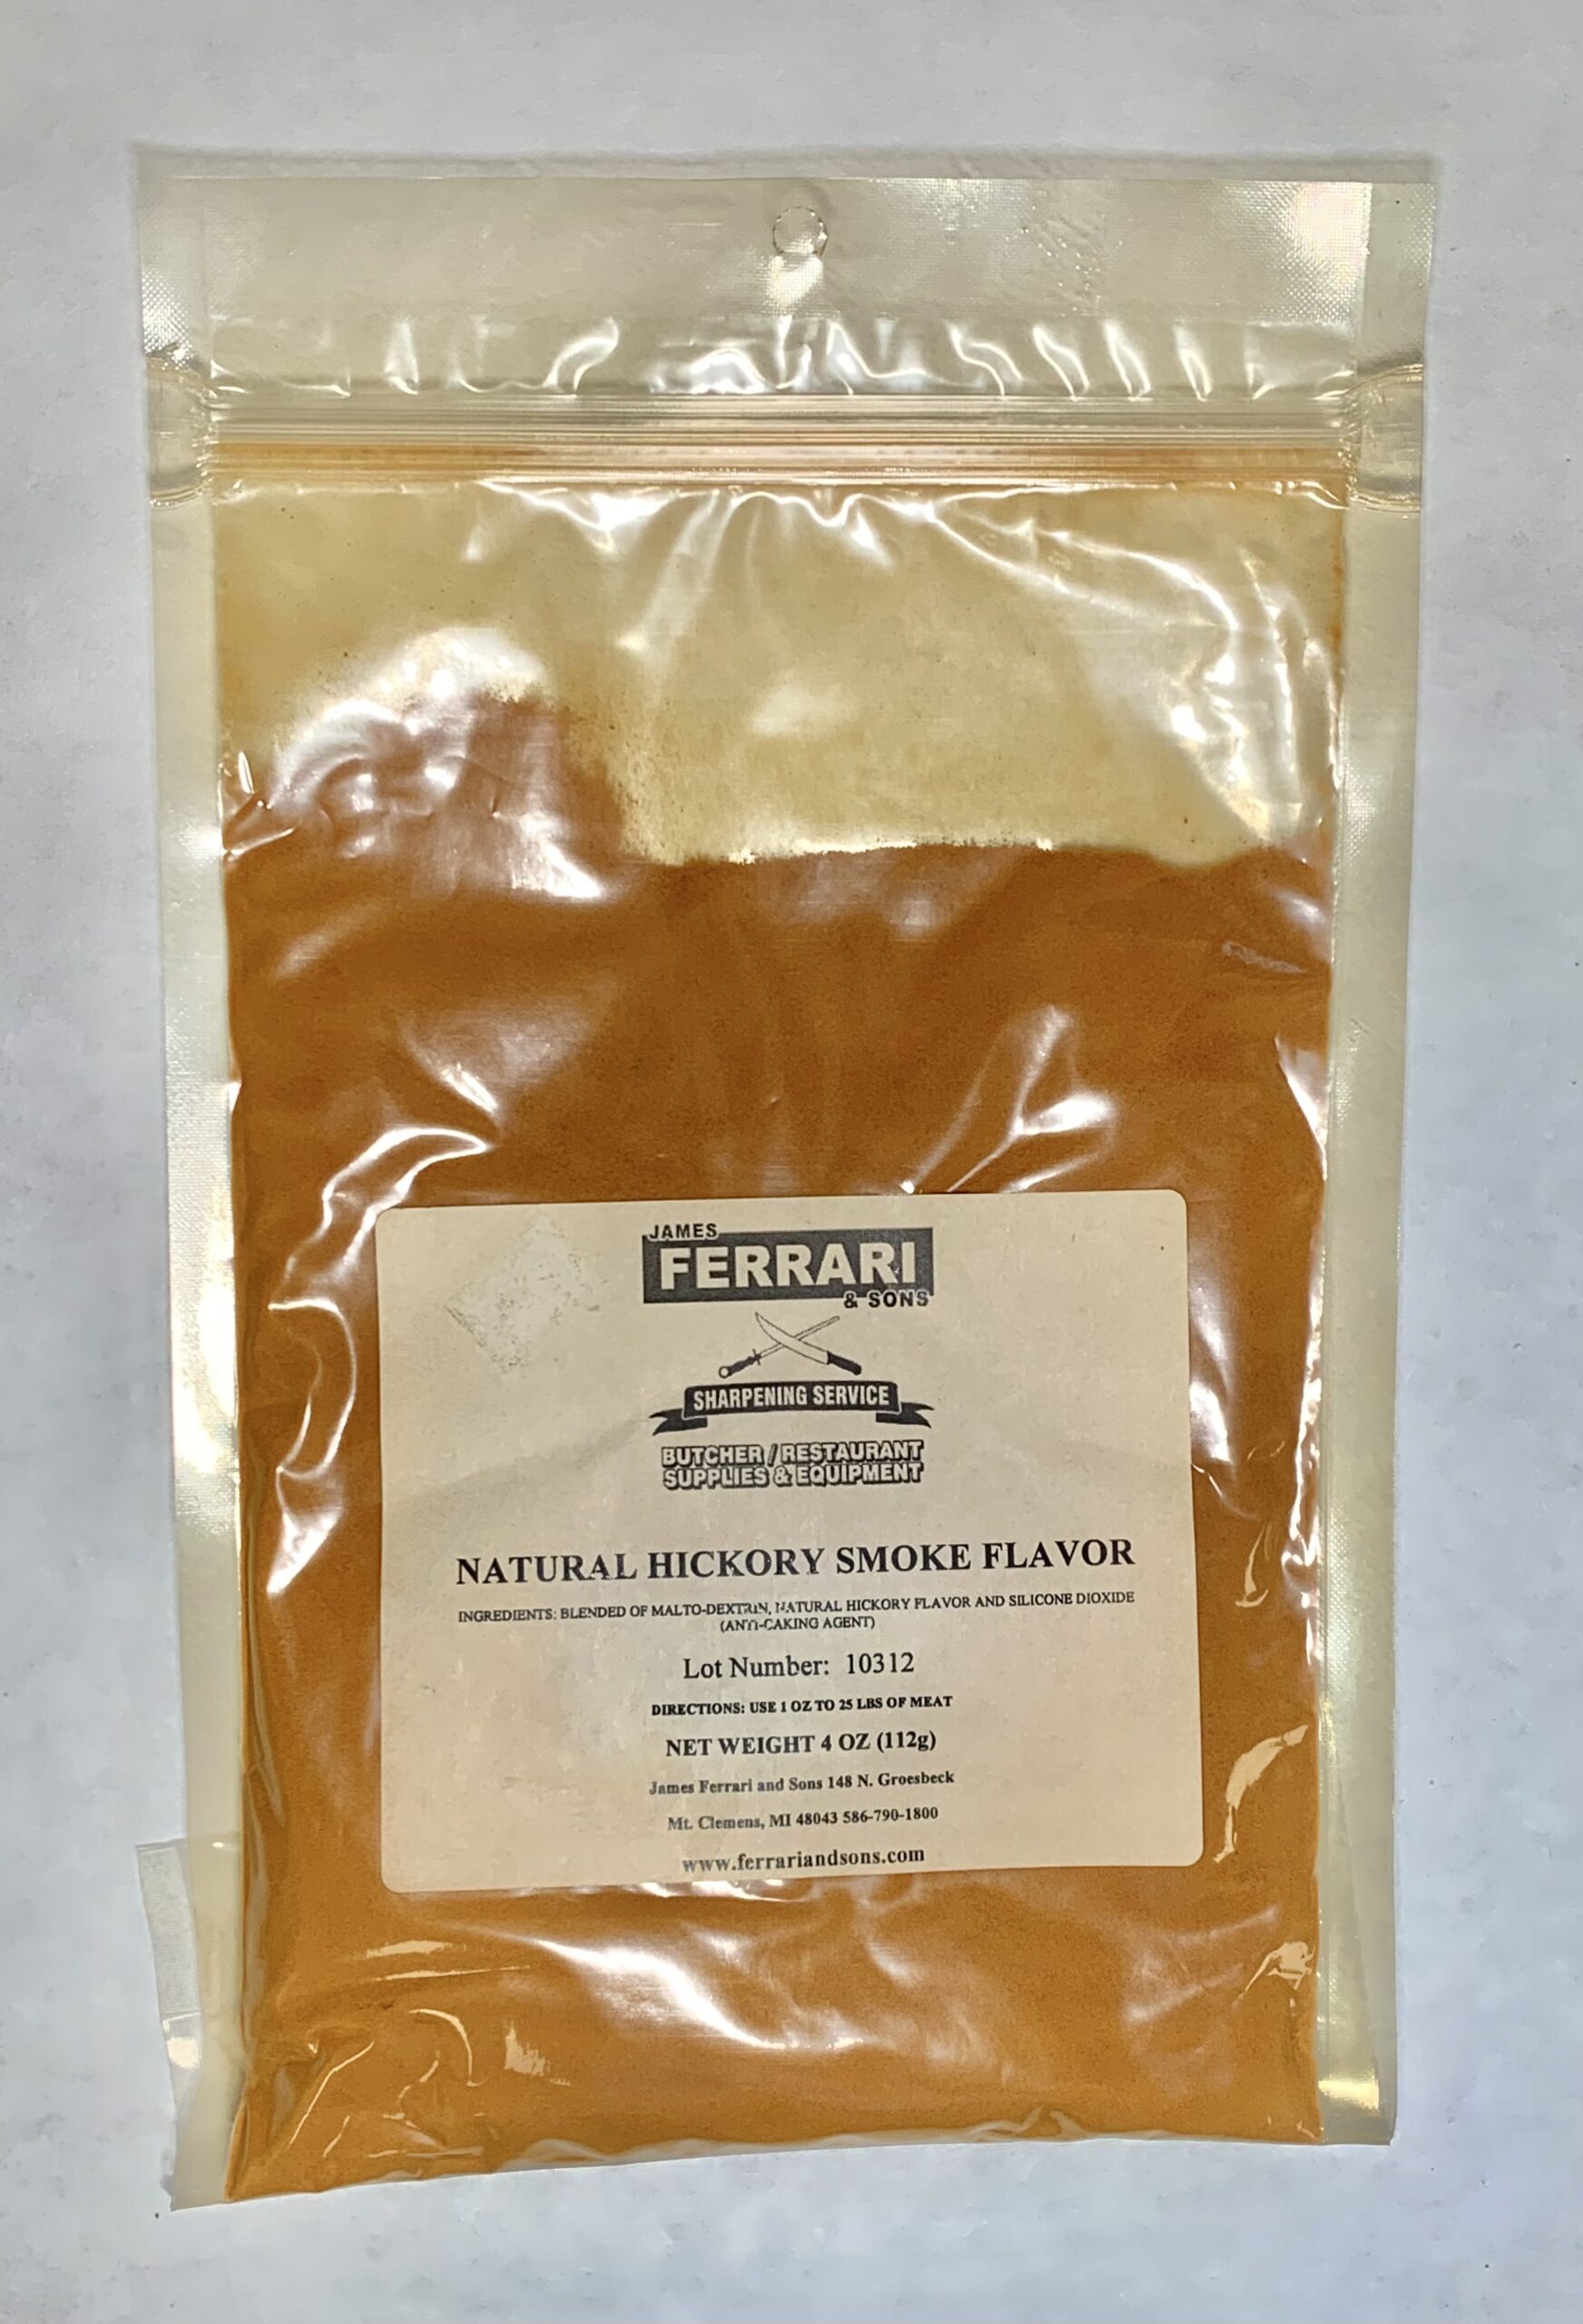 JAMES
FERRARI
& SONS
SHARPENING SERVICE
BUTCHER / RESTAURANT
SUPPLIES & EQUIPMENT
NATURAL HICKORY SMOKE FLAVOR
INGREDIENTS: BLENDED OF MALTO-DEXTRIN, NATURAL HICKORY FLAVOR AND SILICONE DIOXIDE
(ANTI-CAKING AGENT)
Lot Number: 10312
DIRECTIONS: USE 1 OZ TO 25 LBS OF MEAT
NET WEIGHT 4 OZ (112g)
James Ferrari and Sons 148 N. Groesbeck
Mt. Clemens, MI 48043 586-790-1800
www.ferrariandsons.com